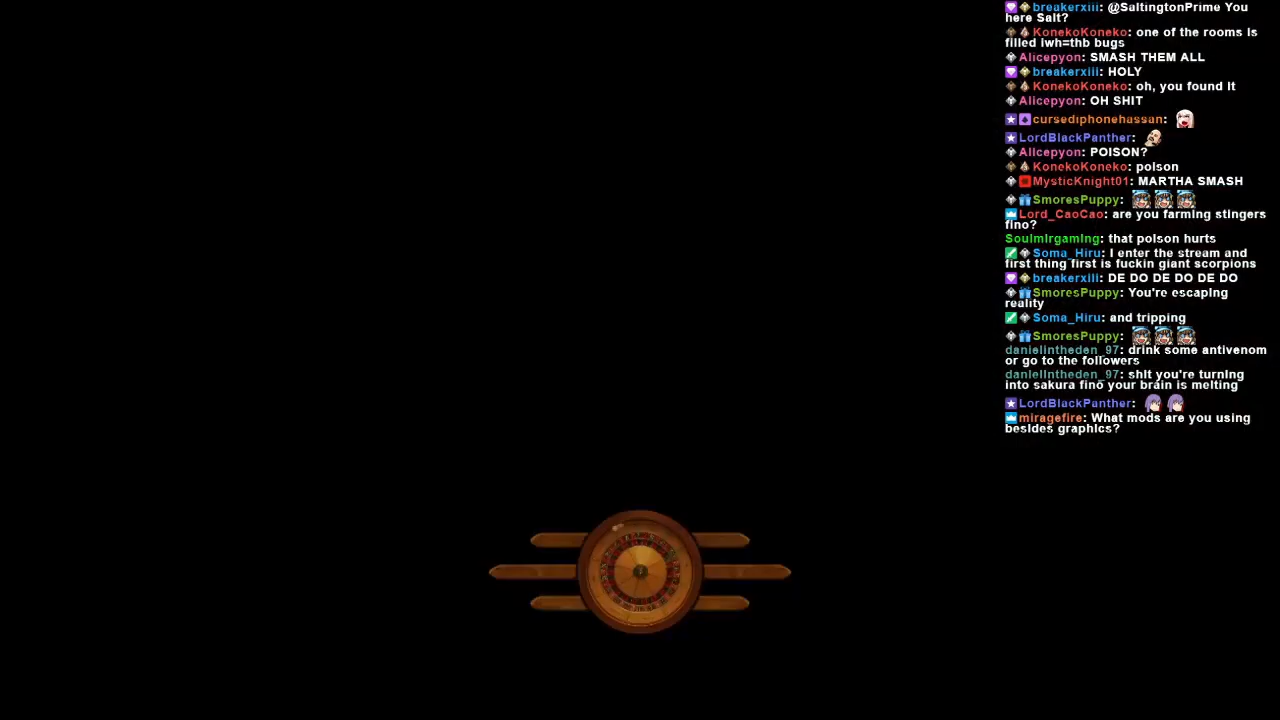 breakerxiii: @SaltingtonPrime You
here Salt?
KonekoKoneko: one of the rooms is
filled iwh=thb bugs
Alicepyon: SMASH THEM ALL
breakerxiii: HOLY
KonekoKoneko: oh, you found it
Alicepyon: OH SHIT
cursediphonehassan:
LordBlackPanther:
Alicepyon: POISON?
KonekoKoneko: poison
MysticKnight01: MARTHA SMASH
SmoresPuppy:
Lord_CaoCao: are you farming stingers
fino?
Soulmirgaming: that poison hurts
Soma_Hiru: I enter the stream and
first thing first is fuckin giant scorpions
breakerxiii: DE DO DE DO DE DO
SmoresPuppy: You're escaping
reality
Soma_Hiru: and tripping
SmoresPuppy:
danielintheden_97: drink some antivenom
or go to the followers
danielintheden_97: shit you're turning
into sakura fino your brain is melting
LordBlackPanther:
miragefire: What mods are you using
besides graphics?